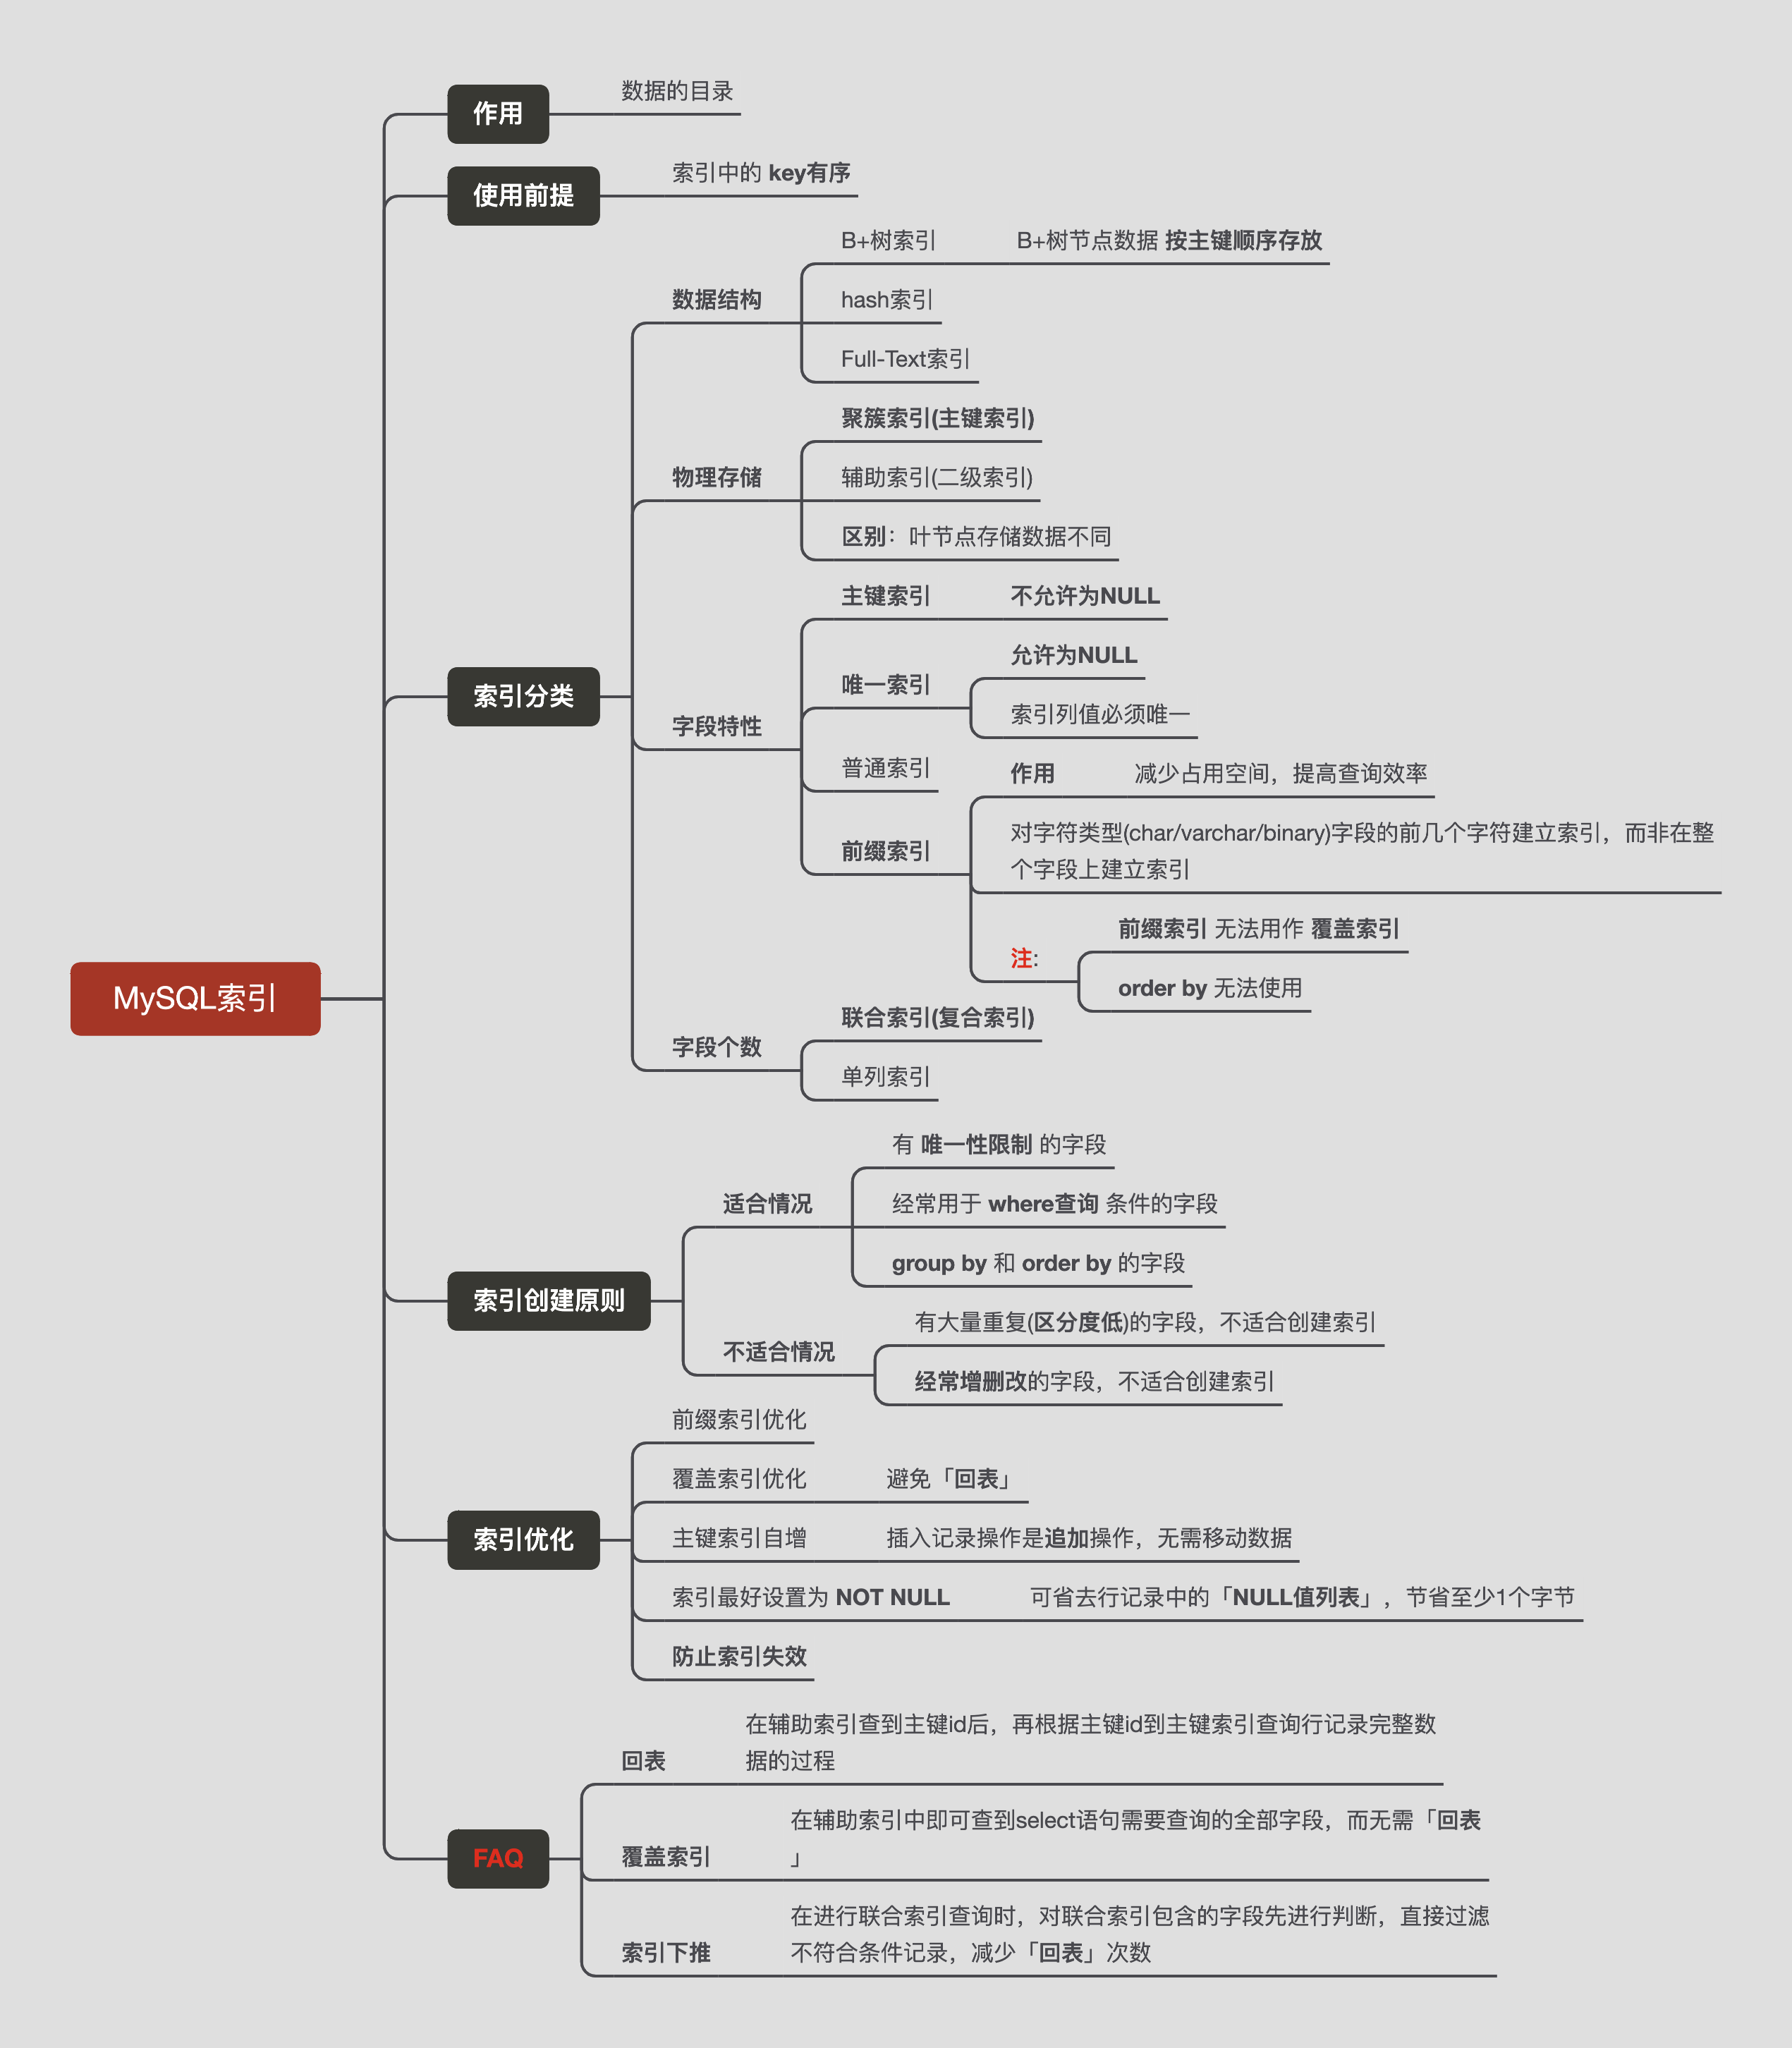 MySQL索引
作用
数据的目录
使用前提
索引中的 key有序
索引分类
数据结构
B+树索引
B+树节点数据 按主键顺序存放
hash索引
Full-Text索引
物理存储
聚簇索引(主键索引)
辅助索引(二级索引)
区别：叶节点存储数据不同
字段特性
主键索引
不允许为NULL
唯一索引
允许为NULL
索引列值必须唯一
普通索引
前缀索引
作用
减少占用空间，提高查询效率
对字符类型(char/varchar/binary)字段的前几个字符建立索引，而非在整
个字段上建立索引
注:
前缀索引 无法用作 覆盖索引
order by 无法使用
字段个数
联合索引(复合索引)
单列索引
索引创建原则
适合情况
有 唯一性限制 的字段
经常用于 where查询 条件的字段
group by 和 order by 的字段
不适合情况
有大量重复(区分度低)的字段，不适合创建索引
经常增删改的字段，不适合创建索引
索引优化
前缀索引优化
覆盖索引优化
避免「回表」
主键索引自增
插入记录操作是追加操作，无需移动数据
索引最好设置为 NOT NULL
可省去行记录中的「NULL值列表」，节省至少1个字节
防止索引失效
FAQ
回表
在辅助索引查到主键id后，再根据主键id到主键索引查询行记录完整数
据的过程
覆盖索引
在辅助索引中即可查到select语句需要查询的全部字段，而无需「回表
」
索引下推
在进行联合索引查询时，对联合索引包含的字段先进行判断，直接过滤
不符合条件记录，减少「回表」次数